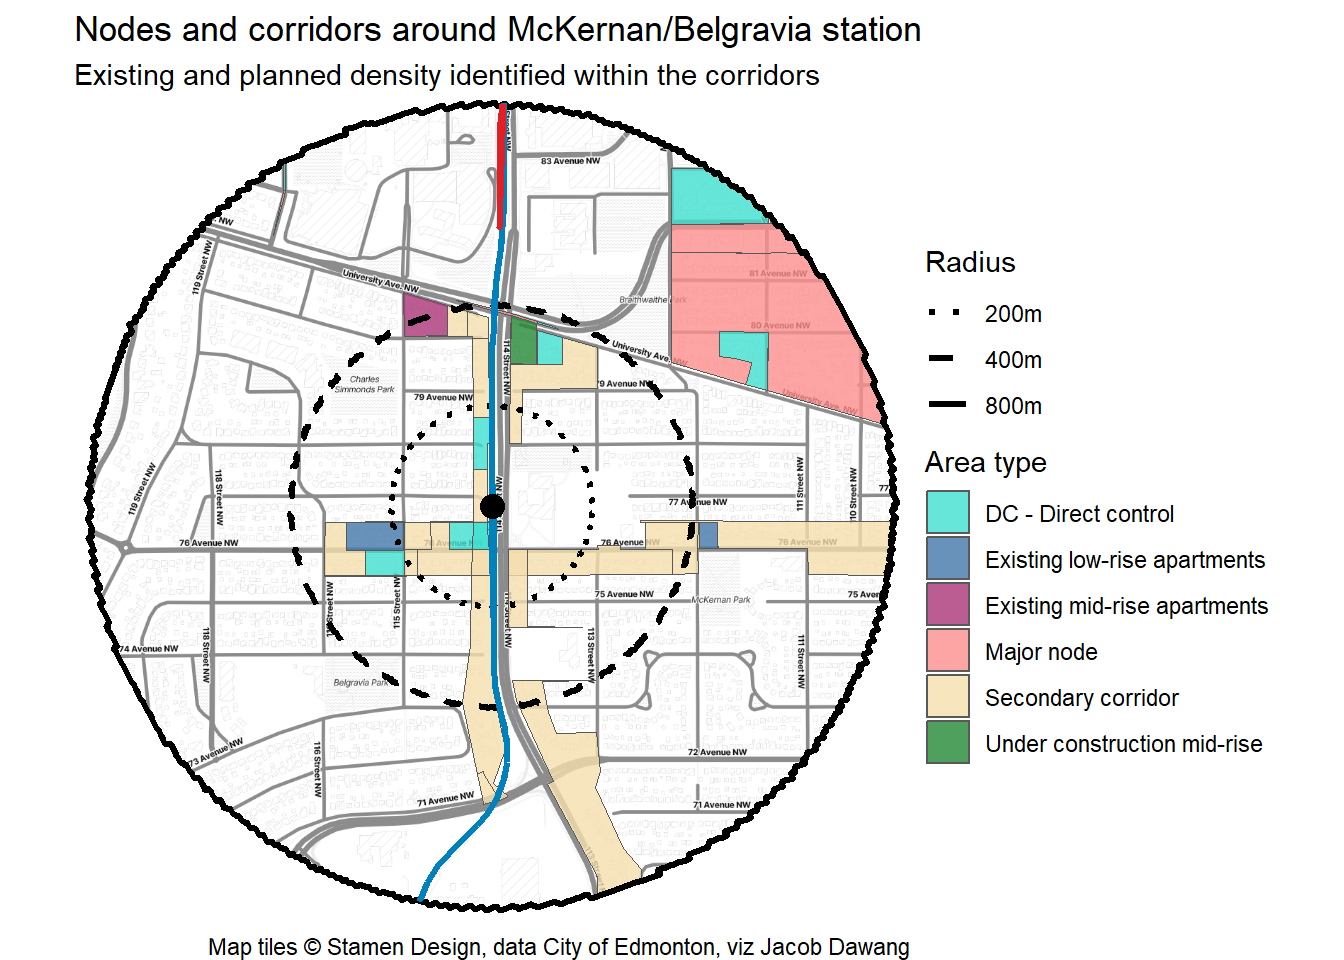 Nodes and corridors around McKernan/Belgravia station
Existing and planned density identified within the corridors
83 Avenue NW
. NW
119 Street NW
University Ave. NW
Braithwaithe Park
81 Avenue NW
80 Avenue NW
114 Street NW
University Ave. NW
Charles
Simmonds Park
79 Avenue NW
79 Avenue NW
University Ave. NW
119 Street NW
118 Street NW
111 Street NW
110 Street NW
77 Avenue NW
77
76 Avenue NW
76 Avenue NW
76 Avenue NW
76 Avenue NW
115 Street NW
75 Avenue NW
McKernan Park
75 Aven
74 Avenue NW
118 Street NW
113 Street NW
111 Street NW
Belgravia Park
73 Avenue NW
116 Street NW
72 Avenue NW
71 Avenue NW
71 Avenue NW
Radius
200m
400m
800m
Area type
DC - Direct control
Existing low-rise apartments
Existing mid-rise apartments
Major node
Secondary corridor
Under construction mid-rise
Map tiles © Stamen Design, data City of Edmonton, viz Jacob Dawang